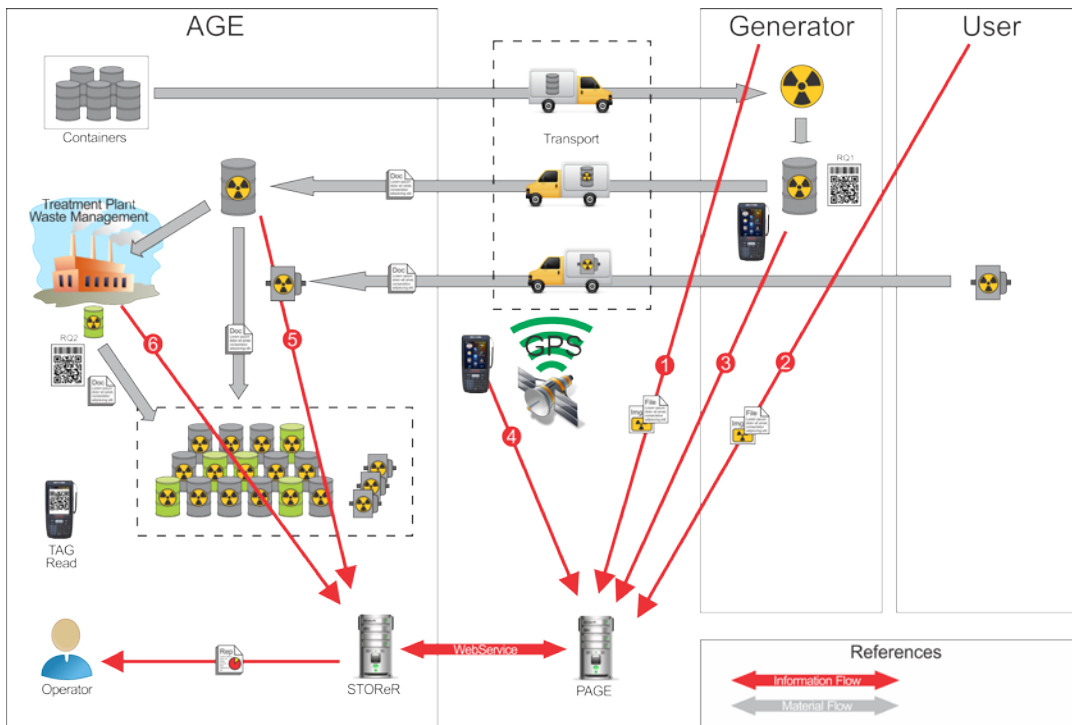 AGE
Generator
User
Containers
Transport
RQ1
Doc
Treatment Plant
Waste Management
Doc
Doc
RQ2
Doc
GPS
6
5
1
3
2
4
File
Img
File
Img
TAG
Read
Operator
Rep
STOReR
WebService
PAGE
References
Information Flow
Material Flow